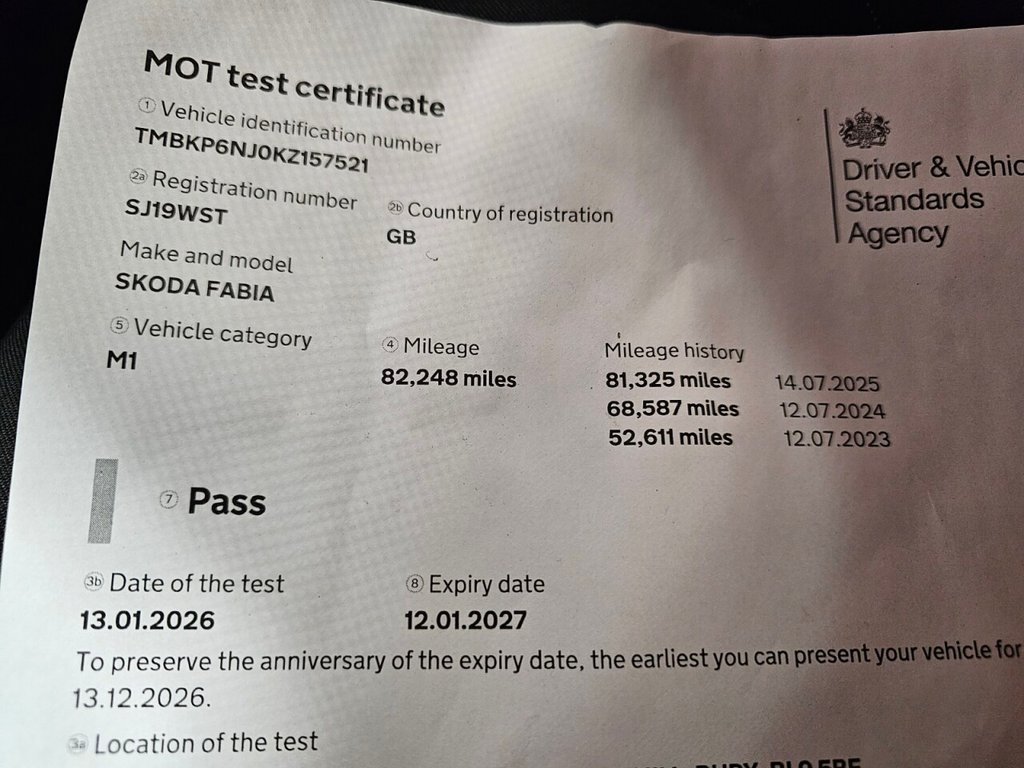 MOT test certificate
1 Vehicle identification number
TMBKP6NJ0KZ157521
2a Registration number
SJ19WST
2b Country of registration
GB
Make and model
SKODA FABIA
5 Vehicle category
M1
4 Mileage
82,248 miles
Mileage history
81,325 miles 14.07.2025
68,587 miles 12.07.2024
52,611 miles 12.07.2023
Driver & Vehic
Standards
Agency
7 Pass
3b Date of the test
13.01.2026
8 Expiry date
12.01.2027
To preserve the anniversary of the expiry date, the earliest you can present your vehicle for
13.12.2026.
3a Location of the test